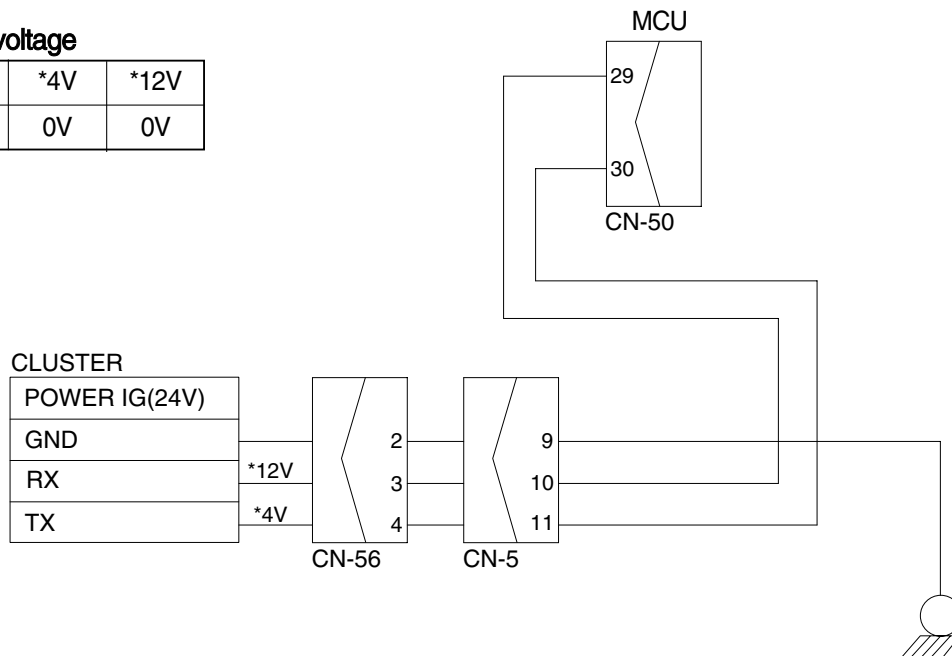 voltage
*4V *12V
0V 0V
MCU
29
30
CN-50
CLUSTER
POWER IG(24V)
GND
RX
TX
*12V
*4V
2
3
4
CN-56
9
10
11
CN-5